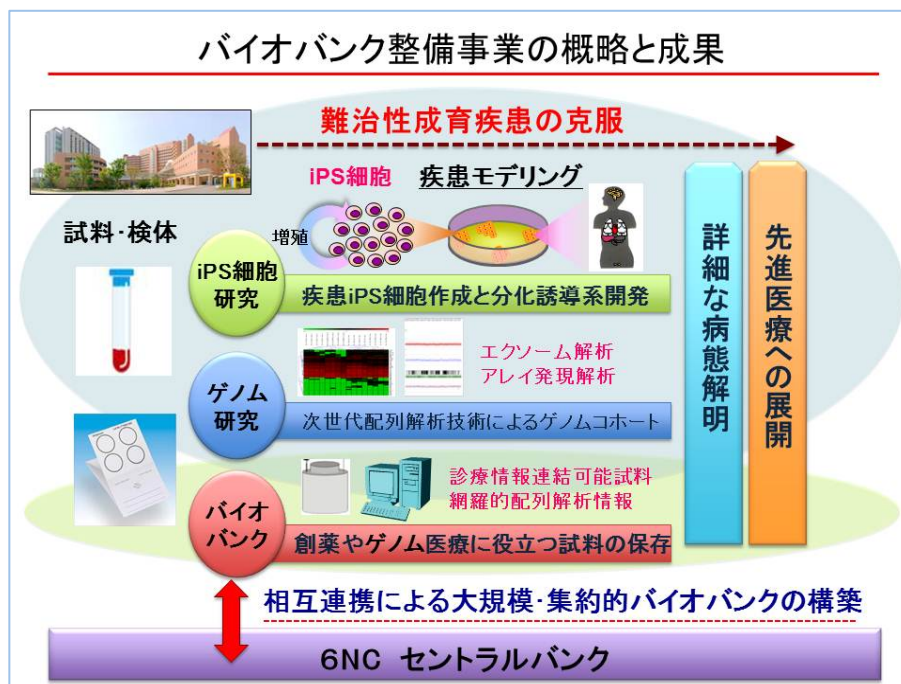 バイオバンク整備事業の概略と成果
難治性成育疾患の克服
iPS細胞
疾患モデリング
増殖
試料・検体
iPS細胞
研究
疾患iPS細胞作成と分化誘導系開発
エクソーム解析
アレイ発現解析
ゲノム
研究
次世代配列解析技術によるゲノムコホート
診療情報連結可能試料
網羅的配列解析情報
バイオ
バンク
創薬やゲノム医療に役立つ試料の保存
詳細な病態解明
先進医療への展開
相互連携による大規模・集約的バイオバンクの構築
6NC セントラルバンク